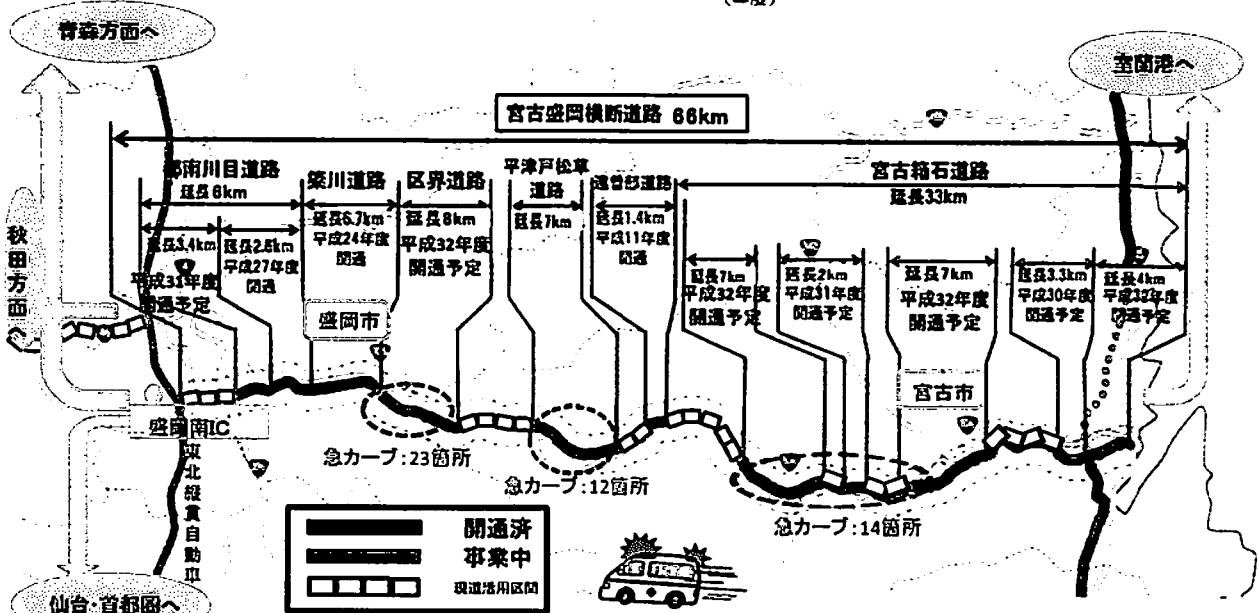 青森方面へ
室蘭港へ
宮古盛岡横断道路 66km
都南川目道路
延長6km
簗川道路
延長6.7km
平成24年度
開通
区界道路
延長8km
平成32年度
開通予定
平津戸松草
道路
延長7km
達曽部道路
延長1.4km
平成11年度
開通
宮古箱石道路
延長33km
延長3.4km
平成31年度
開通予定
延長2.6km
平成27年度
開通
延長7km
平成32年度
開通予定
延長2km
平成31年度
開通予定
延長7km
平成32年度
開通予定
延長3.3km
平成30年度
開通予定
延長4km
平成32年度
開通予定
秋田方面へ
盛岡市
宮古市
盛岡南IC
東北縦貫自動車
急カーブ:23箇所
急カーブ:12箇所
急カーブ:14箇所
開通済
事業中
現道活用区間
仙台・首都圏へ